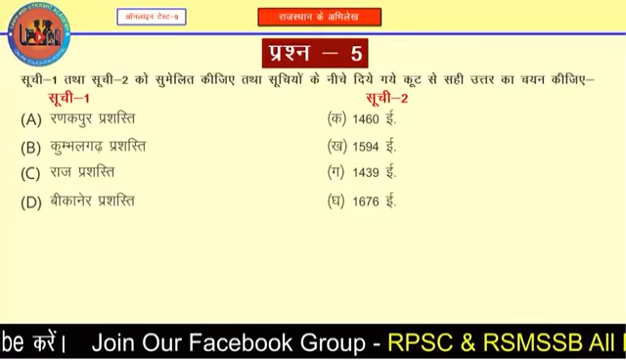 ऑनलाइन टेस्ट-9
राजस्थान के अभिलेख
प्रश्न – 5
सूची–1 तथा सूची–2 को सुमेलित कीजिए तथा सूचियों के नीचे दिये गये कूट से सही उत्तर का चयन कीजिए–
सूची–1 सूची–2
(A) रणकपुर प्रशस्ति (क) 1460 ई.
(B) कुम्भलगढ़ प्रशस्ति (ख) 1594 ई.
(C) राज प्रशस्ति (ग) 1439 ई.
(D) बीकानेर प्रशस्ति (घ) 1676 ई.
be करें। Join Our Facebook Group - RPSC & RSMSSB All